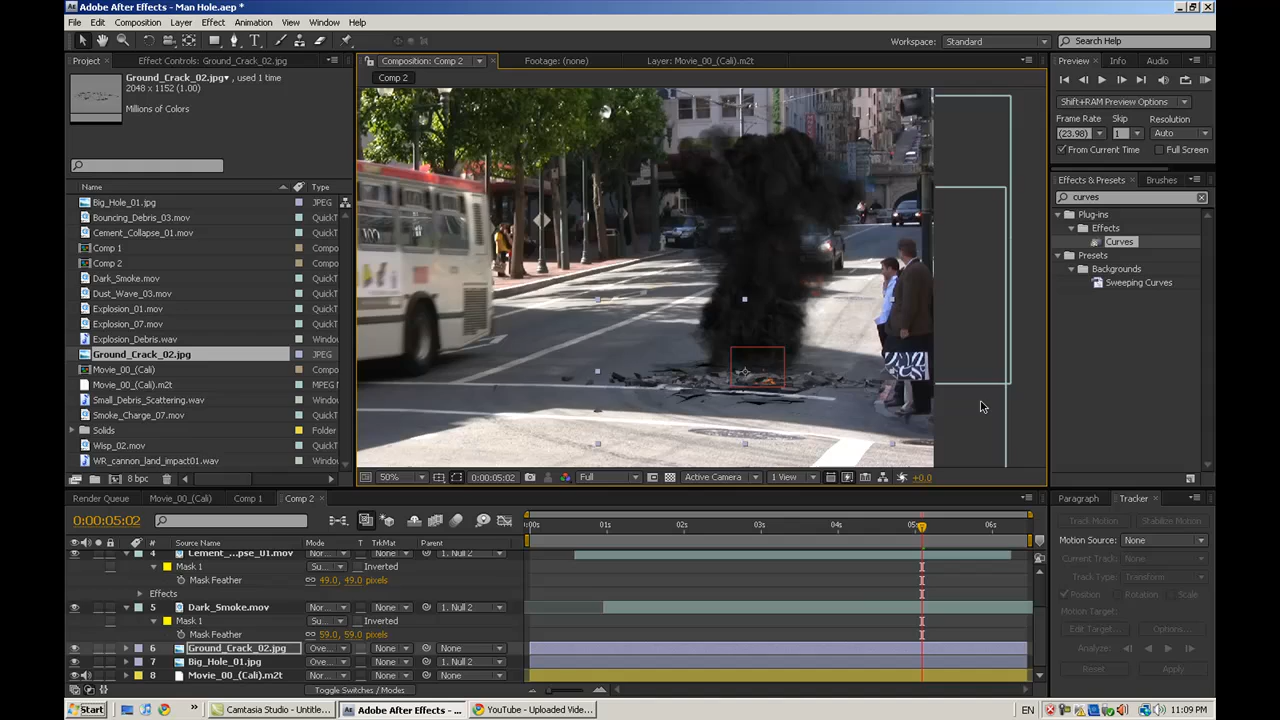 Adobe After Effects - Man Hole.aep *
File Edit Composition Layer Effect Animation View Window Help
Workspace: Standard Search Help
Project Effect Controls: Ground_Crack_02.jpg
Ground_Crack_02.jpg▾, used 1 time
2048 x 1152 (1.00)
Millions of Colors
Name Type
Big_Hole_01.jpg JPEG
Bouncing_Debris_03.mov QuickT
Cement_Collapse_01.mov QuickT
Comp 1 Compo
Comp 2 Compo
Dark_Smoke.mov QuickT
Dust_Wave_03.mov QuickT
Explosion_01.mov QuickT
Explosion_07.mov QuickT
Explosion_Debris.wav Window
Ground_Crack_02.jpg JPEG
Movie_00_(Cali) Compo
Movie_00_(Cali).m2t MPEG
Small_Debris_Scattering.wav Window
Smoke_Charge_07.mov QuickT
Solids Folder
Wisp_02.mov QuickT
WR_cannon_land_impact01.wav Window
8 bpc
Composition: Comp 2 Footage: (none) Layer: Movie_00_(Cali).m2t
Comp 2
50% 0:00:05:02 Full Active Camera 1 View +0.0
Preview Info Audio
Shift+RAM Preview Options
Frame Rate Skip Resolution
(23.98) 1 Auto
From Current Time Full Screen
Effects & Presets Brushes
curves
Plug-ins
Effects
Curves
Presets
Backgrounds
Sweeping Curves
Render Queue Movie_00_(Cali) Comp 1 Comp 2
0:00:05:02
Source Name Mode T TrkMat Parent
0:00s 01s 02s 03s 04s 05s 06s
4 Cement_...pse_01.mov Nor... None 1. Null 2
Mask 1 Su... Inverted
Mask Feather 49.0, 49.0 pixels
Effects
5 Dark_Smoke.mov Nor... None 1. Null 2
Mask 1 Su... Inverted
Mask Feather 59.0, 59.0 pixels
6 Ground_Crack_02.jpg Ove... None None
7 Big_Hole_01.jpg Nor... None 1. Null 2
8 Movie_00_(Cali).m2t Nor... None None
Toggle Switches / Modes
Paragraph Tracker
Track Motion Stabilize Motion
Motion Source: None
Current Track:
Track Type: Transform
Position Rotation Scale
Motion Target:
Edit Target... Options...
Analyze:
Reset Apply
Start Camtasia Studio - Untitle... Adobe After Effects - ... YouTube - Uploaded Vide... EN 11:09 PM